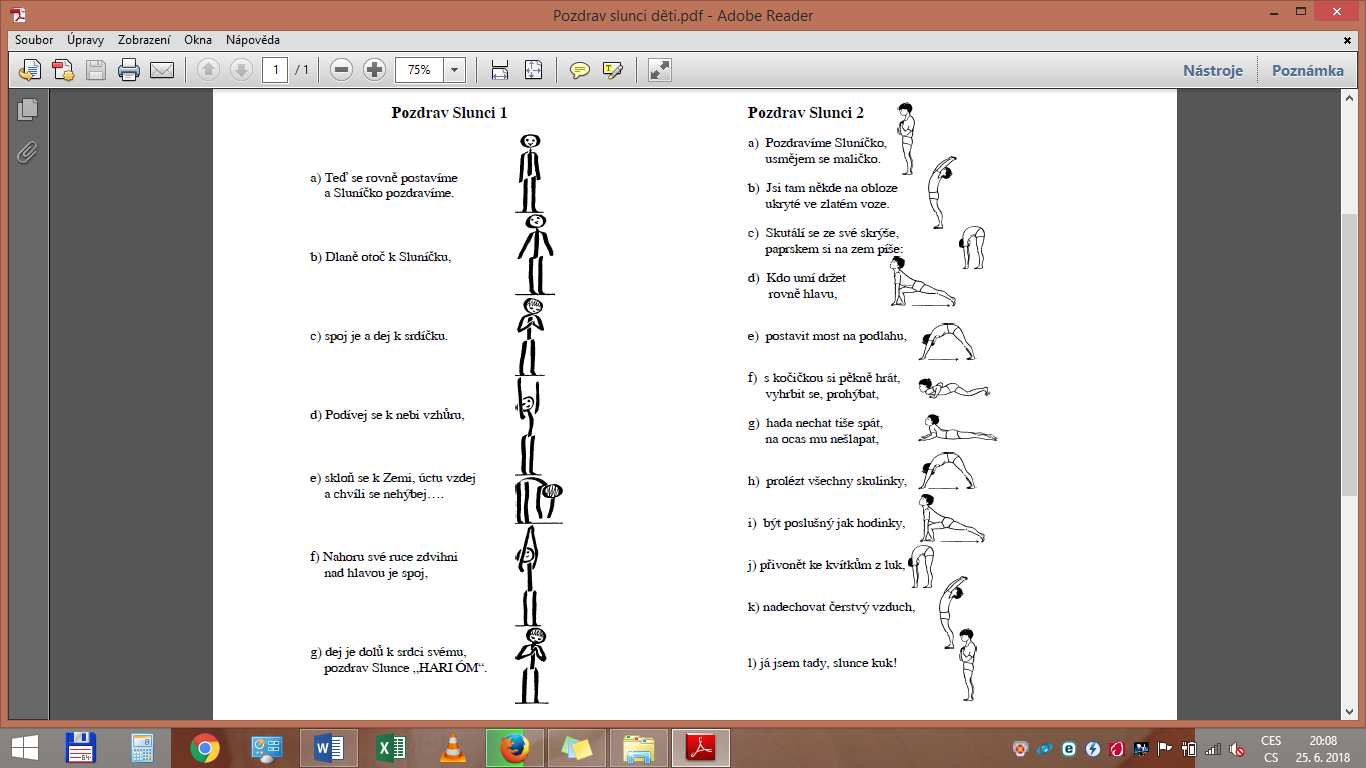 Pozdrav slunci děti.pdf - Adobe Reader
Soubor Úpravy Zobrazení Okna Nápověda
1 / 1 75% Nástroje Poznámka
Pozdrav Slunci 1
a) Teď se rovně postavíme
a Sluníčko pozdravíme.
b) Dlaně otoč k Sluníčku,
c) spoj je a dej k srdíčku.
d) Podívej se k nebi vzhůru,
e) skloň se k Zemi, úctu vzdej
a chvíli se nehýbej….
f) Nahoru své ruce zdvihni
nad hlavou je spoj,
g) dej je dolů k srdci svému,
pozdrav Slunce „HARI ÓM“.
Pozdrav Slunci 2
a) Pozdravíme Sluníčko,
usmějem se maličko.
b) Jsi tam někde na obloze
ukryté ve zlatém voze.
c) Skutálí se ze své skrýše,
paprskem si na zem píše:
d) Kdo umí držet
rovně hlavu,
e) postavit most na podlahu,
f) s kočičkou si pěkně hrát,
vyhrbit se, prohýbat,
g) hada nechat tiše spát,
na ocas mu nešlapat,
h) prolézt všechny skulinky,
i) být poslušný jak hodinky,
j) přivonět ke kvítkům z luk,
k) nadechovat čerstvý vzduch,
l) já jsem tady, slunce kuk!
CES 20:08
CS 25. 6. 2018